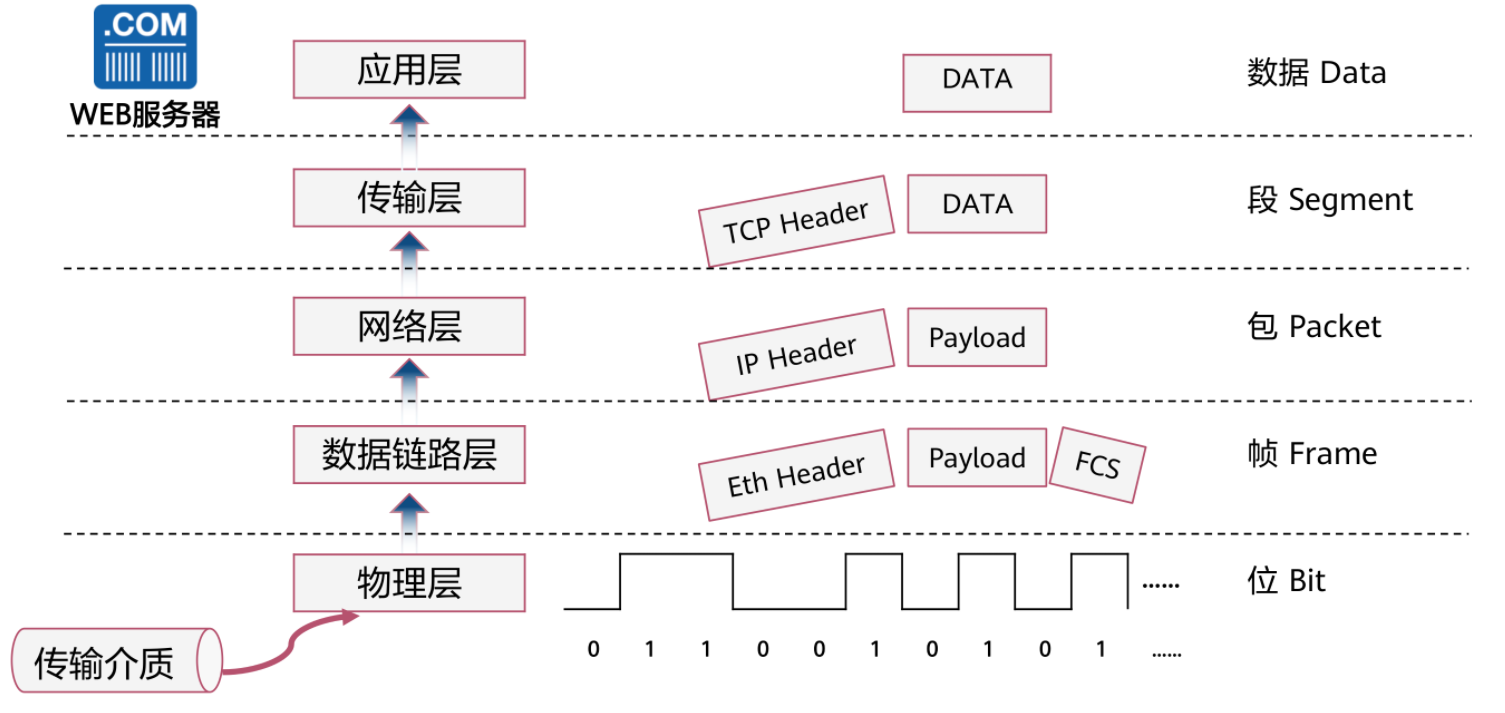 .COM
WEB服务器
应用层
DATA
数据 Data
传输层
TCP Header
DATA
段 Segment
网络层
IP Header
Payload
包 Packet
数据链路层
Eth Header
Payload
FCS
帧 Frame
物理层
......
位 Bit
传输介质
0 1 1 0 0 1 0 1 0 1 ......